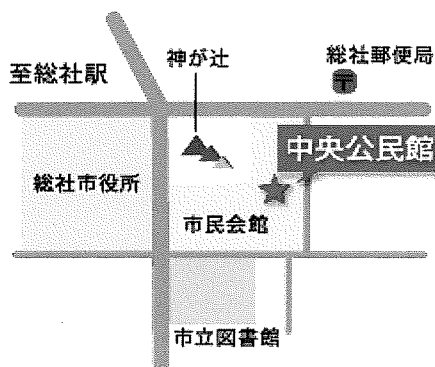 神が辻
総社郵便局
至総社駅
〒
中央公民館
総社市役所
市民会館
市立図書館